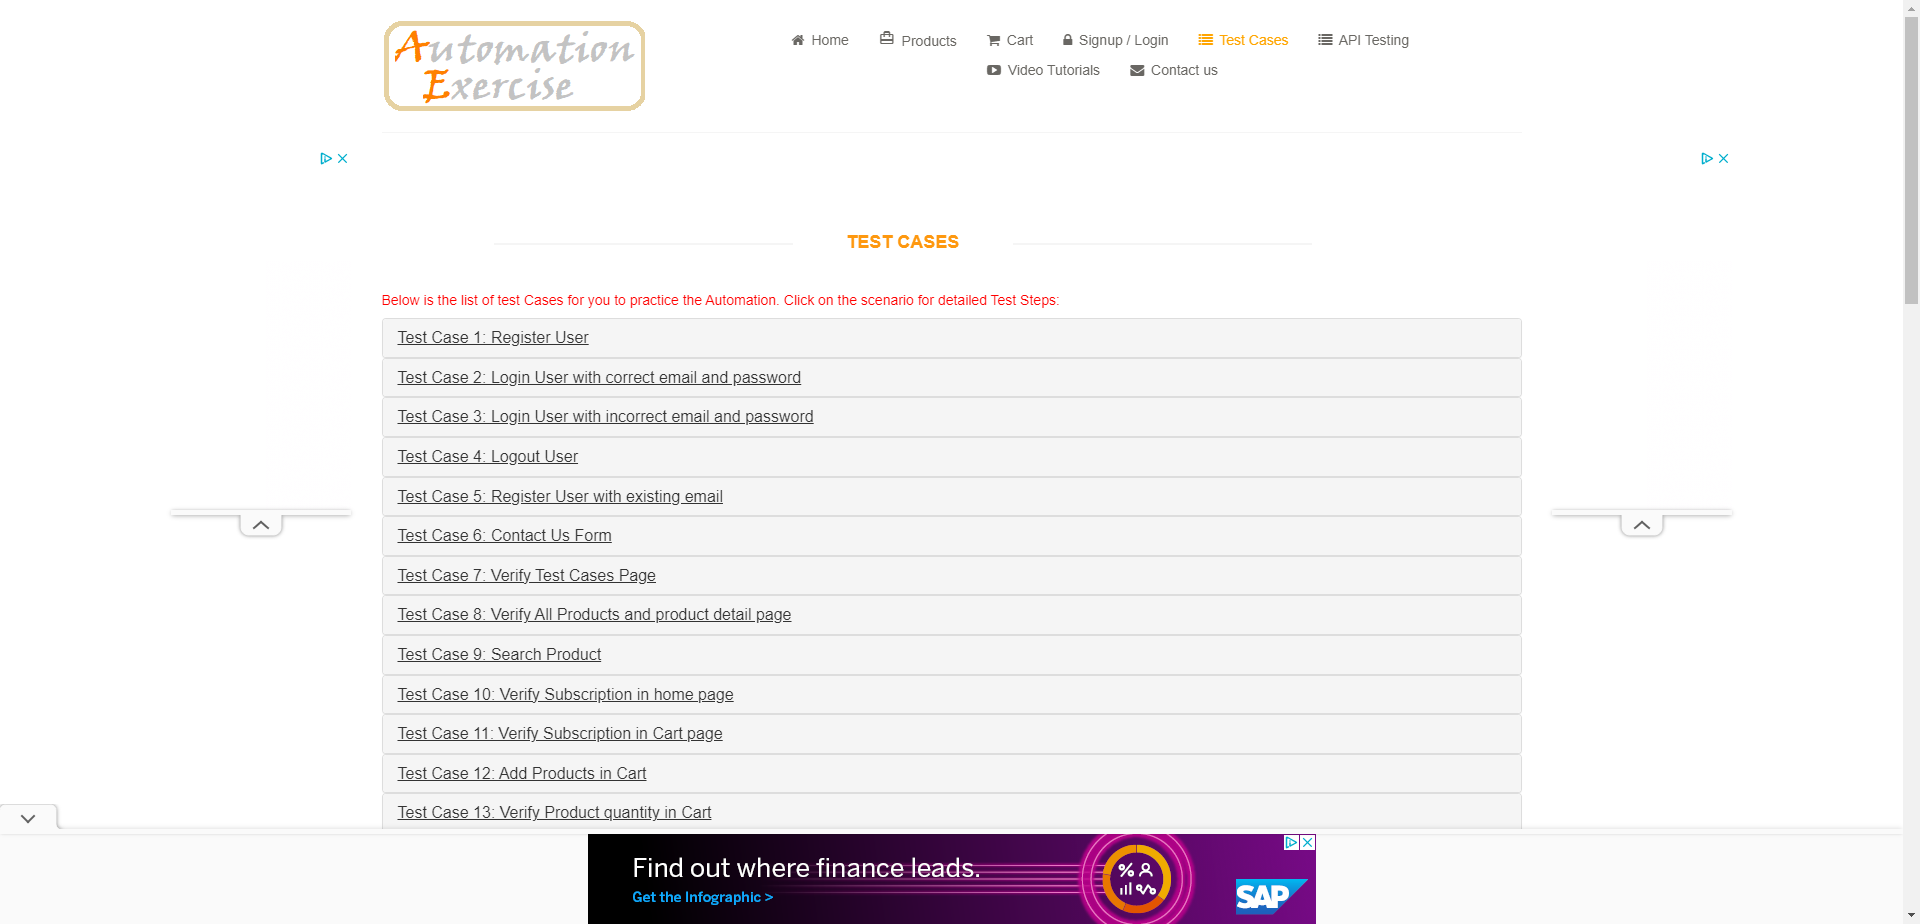 Automation
Exercise
Home
Products
Cart
Signup / Login
Test Cases
API Testing
Video Tutorials
Contact us
TEST CASES
Below is the list of test Cases for you to practice the Automation. Click on the scenario for detailed Test Steps:
Test Case 1: Register User
Test Case 2: Login User with correct email and password
Test Case 3: Login User with incorrect email and password
Test Case 4: Logout User
Test Case 5: Register User with existing email
Test Case 6: Contact Us Form
Test Case 7: Verify Test Cases Page
Test Case 8: Verify All Products and product detail page
Test Case 9: Search Product
Test Case 10: Verify Subscription in home page
Test Case 11: Verify Subscription in Cart page
Test Case 12: Add Products in Cart
Test Case 13: Verify Product quantity in Cart
Find out where finance leads.
Get the Infographic >
SAP